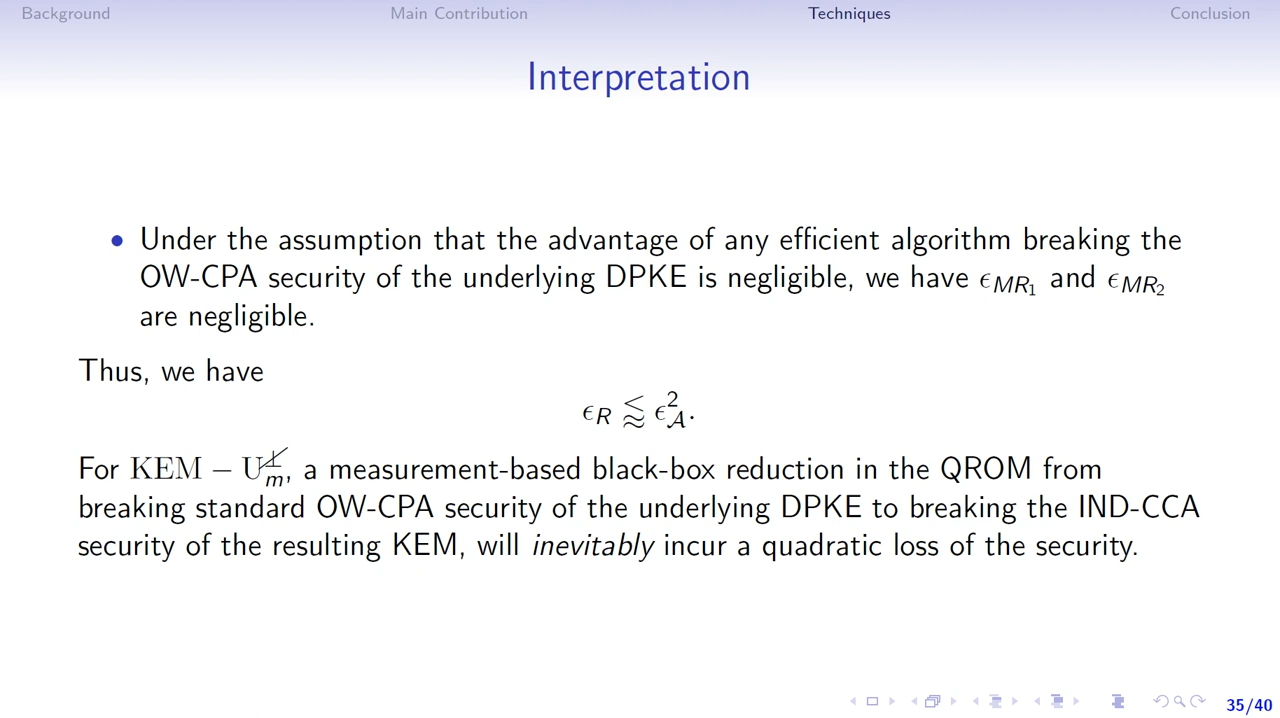 Background Main Contribution Techniques Conclusion
Interpretation
• Under the assumption that the advantage of any efficient algorithm breaking the
OW-CPA security of the underlying DPKE is negligible, we have ϵ_{MR_1} and ϵ_{MR_2}
are negligible.
Thus, we have
ϵ_R ⪅ ϵ_𝒜^2.
For KEM − U_m^{⊥̸}, a measurement-based black-box reduction in the QROM from
breaking standard OW-CPA security of the underlying DPKE to breaking the IND-CCA
security of the resulting KEM, will inevitably incur a quadratic loss of the security.
35/40